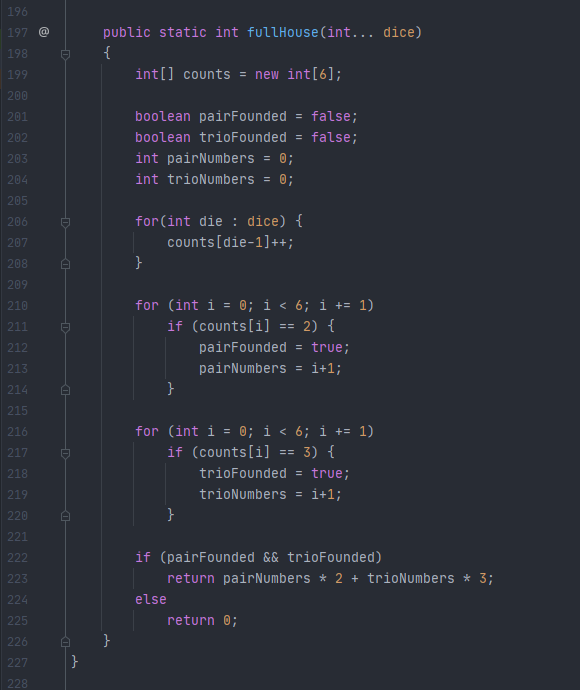 196
197 @ public static int fullHouse(int... dice)
198 {
199 int[] counts = new int[6];
200
201 boolean pairFounded = false;
202 boolean trioFounded = false;
203 int pairNumbers = 0;
204 int trioNumbers = 0;
205
206 for(int die : dice) {
207 counts[die-1]++;
208 }
209
210 for (int i = 0; i < 6; i += 1)
211 if (counts[i] == 2) {
212 pairFounded = true;
213 pairNumbers = i+1;
214 }
215
216 for (int i = 0; i < 6; i += 1)
217 if (counts[i] == 3) {
218 trioFounded = true;
219 trioNumbers = i+1;
220 }
221
222 if (pairFounded && trioFounded)
223 return pairNumbers * 2 + trioNumbers * 3;
224 else
225 return 0;
226 }
227 }
228